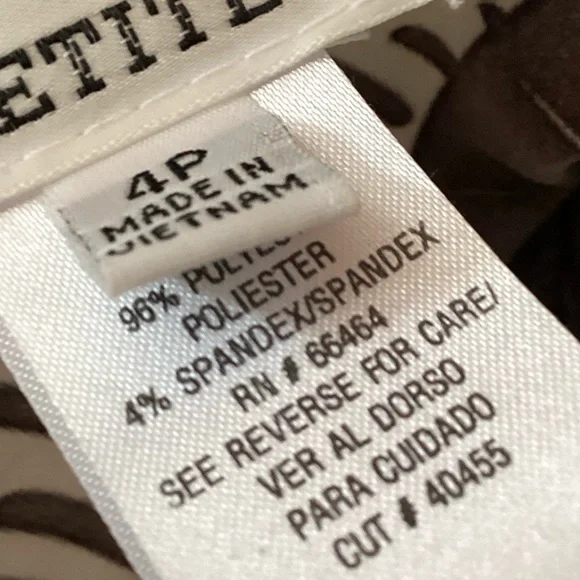 ETITE
4P
MADE IN
VIETNAM
96% POLYES
POLIESTER
4% SPANDEX/SPANDEX
RN # 66464
SEE REVERSE FOR CARE/
VER AL DORSO
PARA CUIDADO
CUT # 40455